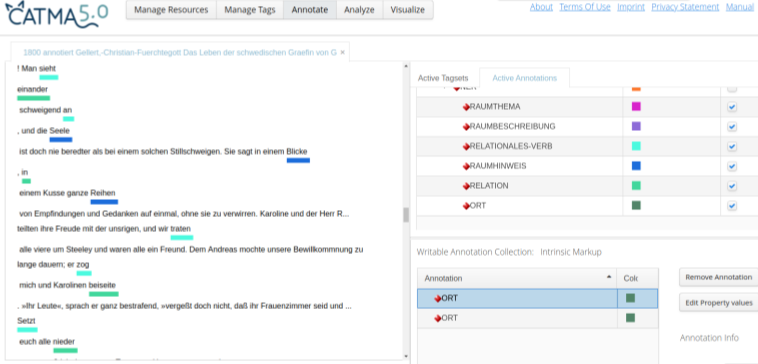 CATMA5.0
Manage Resources
Manage Tags
Annotate
Analyze
Visualize
About Terms Of Use Imprint Privacy Statement Manual
1800 annotiert Gellert,-Christian-Fuerchtegott Das Leben der schwedischen Graefin von G ×
! Man sieht
einander
schweigend an
, und die Seele
ist doch nie beredter als bei einem solchen Stillschweigen. Sie sagt in einem Blicke
, in
einem Kusse ganze Reihen
von Empfindungen und Gedanken auf einmal, ohne sie zu verwirren. Karoline und der Herr R...
teilten ihre Freude mit der unsrigen, und wir traten
alle viere um Steeley und waren alle ein Freund. Dem Andreas mochte unsere Bewillkommnung zu
lange dauern; er zog
mich und Karolinen beiseite
. »Ihr Leute«, sprach er ganz bestrafend, »vergeßt doch nicht, daß ihr Frauenzimmer seid und ...
Setzt
euch alle nieder
Active Tagsets
Active Annotations
RAUMTHEMA
RAUMBESCHREIBUNG
RELATIONALES-VERB
RAUMHINWEIS
RELATION
ORT
Writable Annotation Collection: Intrinsic Markup
Annotation
Colc
ORT
ORT
Remove Annotation
Edit Property values
Annotation Info